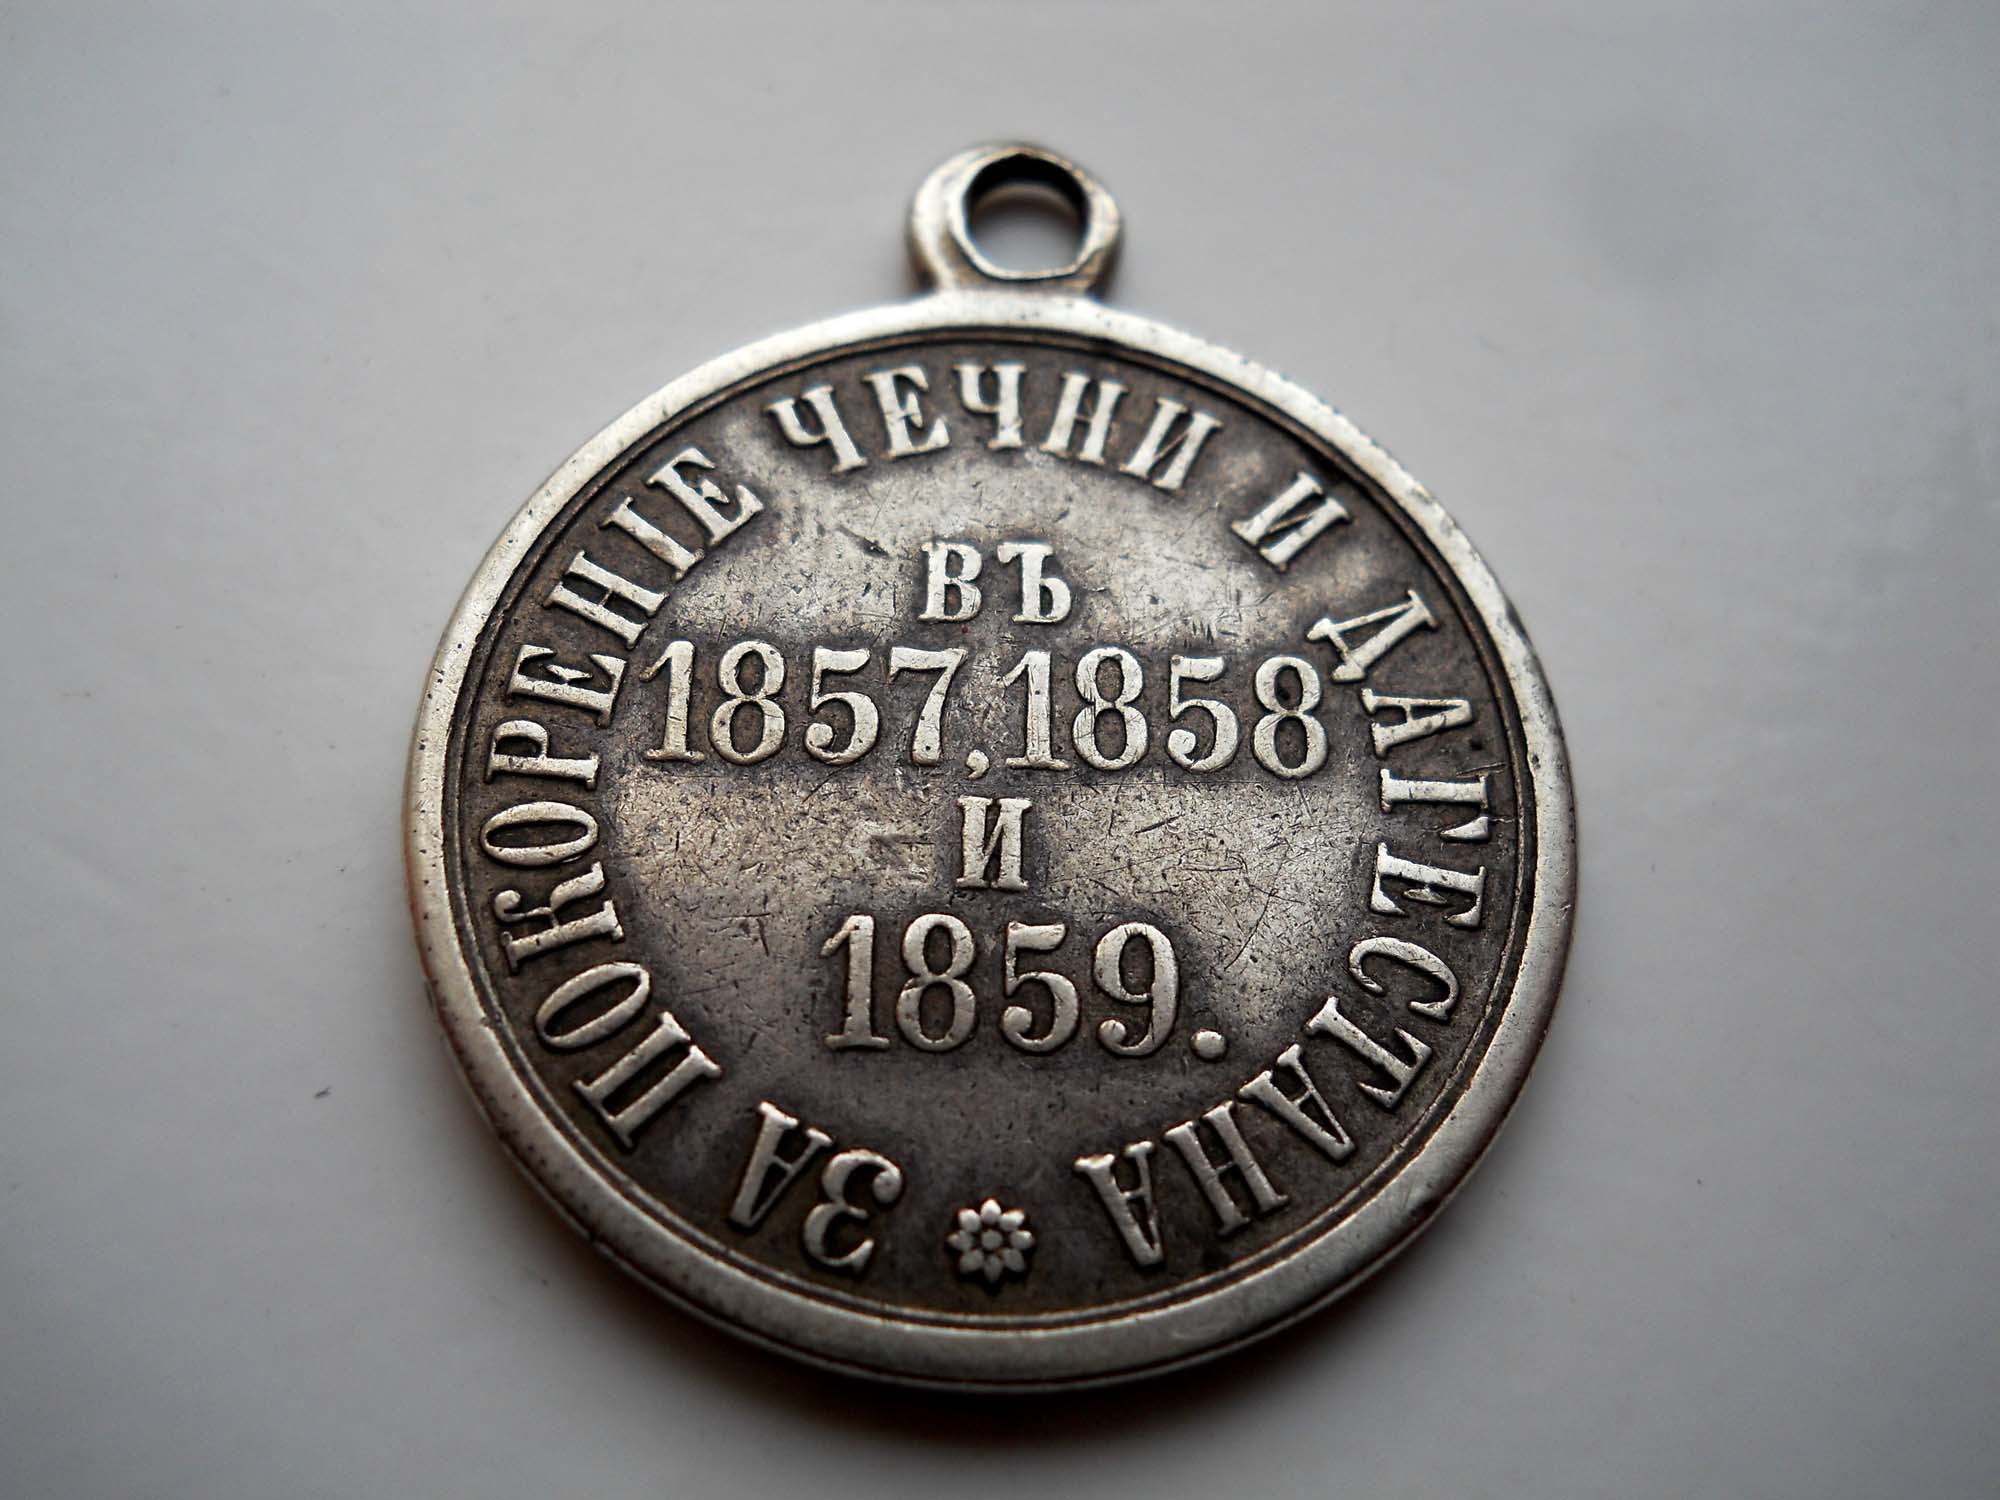 ЗА ПОКОРЕНІЕ ЧЕЧНИ И ДАГЕСТАНА
ВЪ
1857, 1858
И
1859.